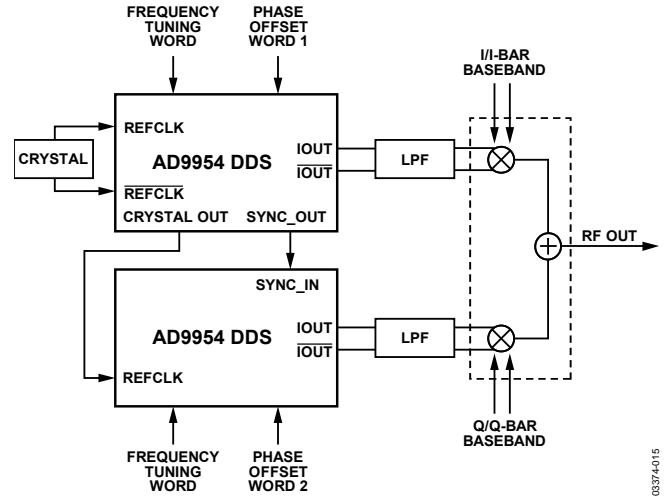 FREQUENCY
TUNING
WORD
PHASE
OFFSET
WORD 1
I/I-BAR
BASEBAND
REFCLK
CRYSTAL
AD9954 DDS
IOUT
IOUT
LPF
REFCLK
CRYSTAL OUT
SYNC_OUT
RF OUT
SYNC_IN
AD9954 DDS
IOUT
IOUT
LPF
REFCLK
FREQUENCY
TUNING
WORD
PHASE
OFFSET
WORD 2
Q/Q-BAR
BASEBAND
03374-015